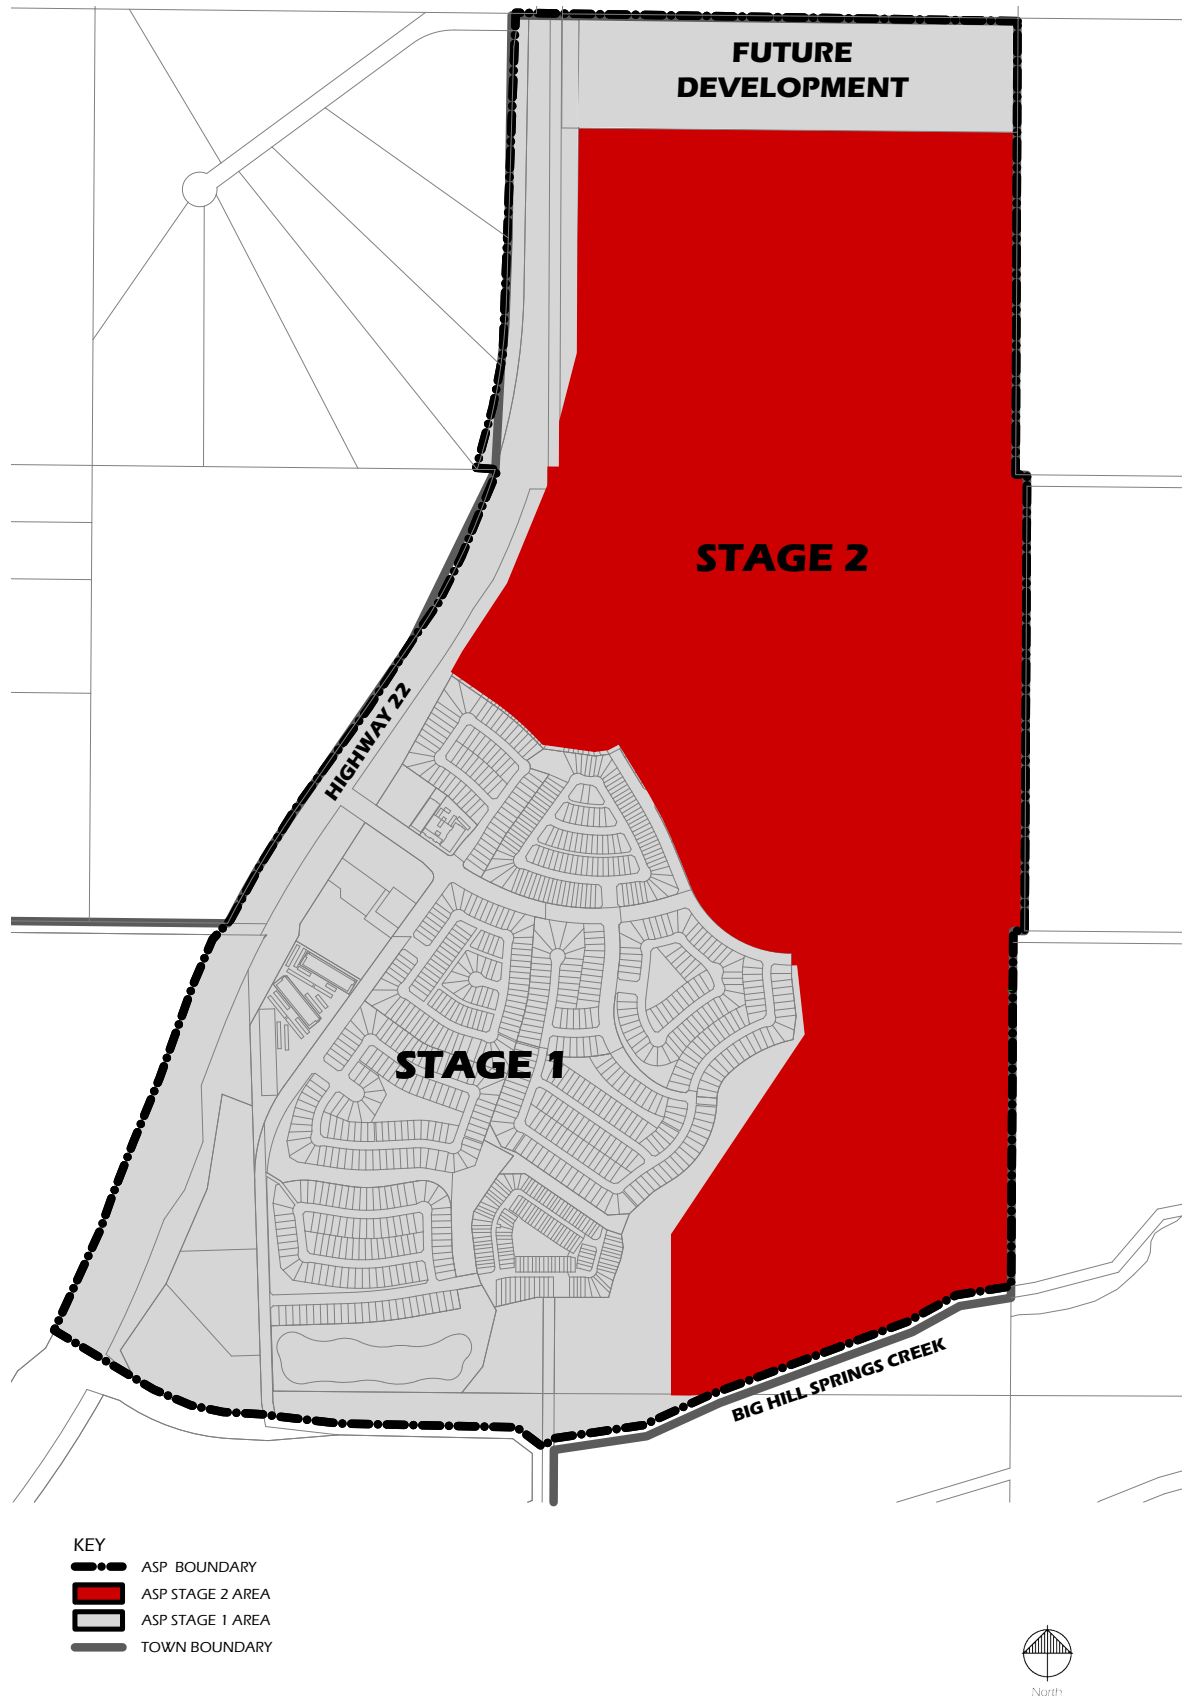 FUTURE
DEVELOPMENT
STAGE 2
HIGHWAY 22
STAGE 1
BIG HILL SPRINGS CREEK
KEY
ASP BOUNDARY
ASP STAGE 2 AREA
ASP STAGE 1 AREA
TOWN BOUNDARY
North